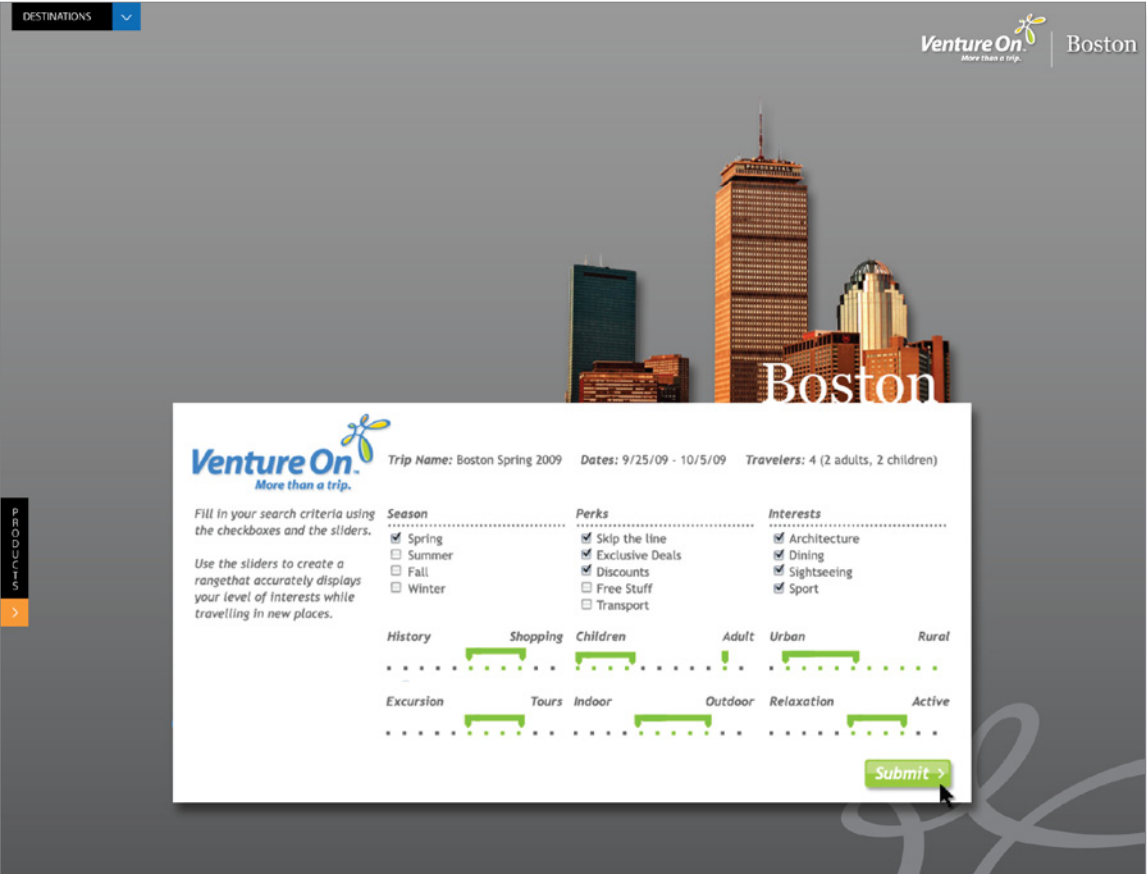 DESTINATIONS
Venture On.
More than a trip.
Boston
PRUDENTIAL
Boston
Venture On™
More than a trip.
Trip Name: Boston Spring 2009 Dates: 9/25/09 - 10/5/09 Travelers: 4 (2 adults, 2 children)
Fill in your search criteria using
the checkboxes and the sliders.
Use the sliders to create a
rangethat accurately displays
your level of interests while
travelling in new places.
Season
Spring
Summer
Fall
Winter
Perks
Skip the line
Exclusive Deals
Discounts
Free Stuff
Transport
Interests
Architecture
Dining
Sightseeing
Sport
History Shopping Children Adult Urban Rural
Excursion Tours Indoor Outdoor Relaxation Active
Submit >
PRODUCTS